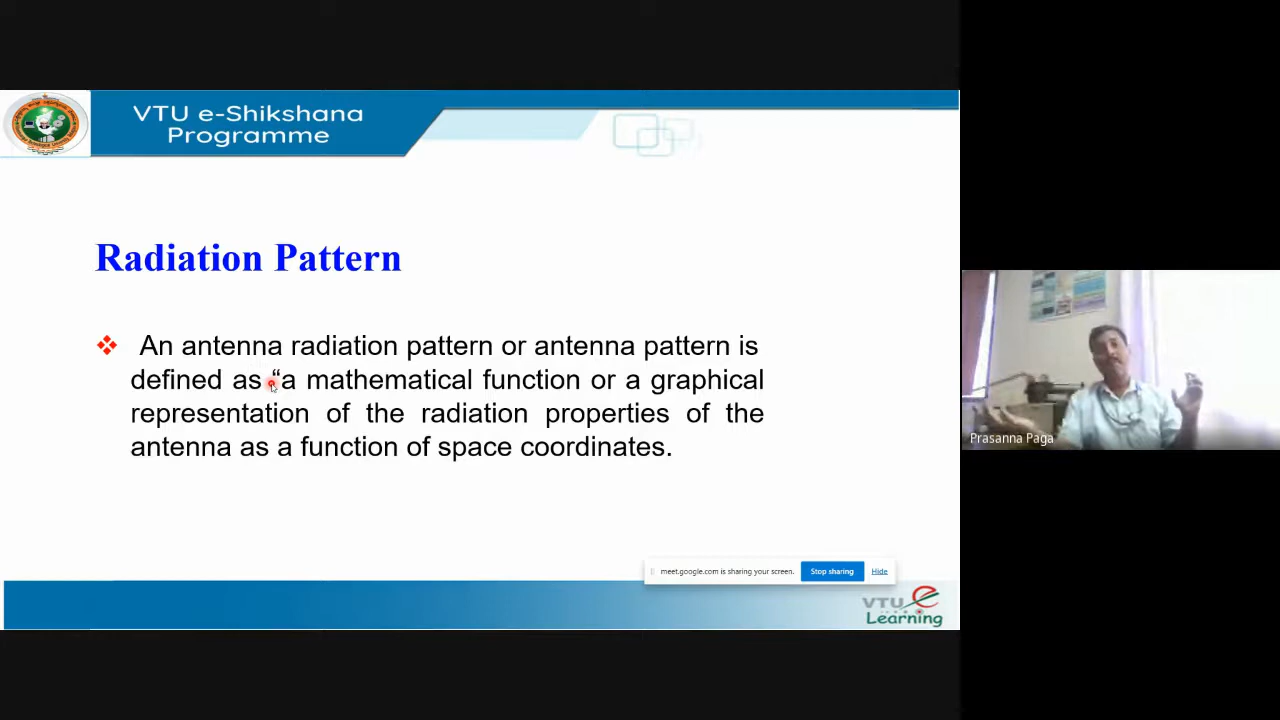 VTU e-Shikshana
Programme
Radiation Pattern
❖ An antenna radiation pattern or antenna pattern is
defined as “a mathematical function or a graphical
representation of the radiation properties of the
antenna as a function of space coordinates.
Prasanna Paga
meet.google.com is sharing your screen. Stop sharing Hide
VTU e
Learning